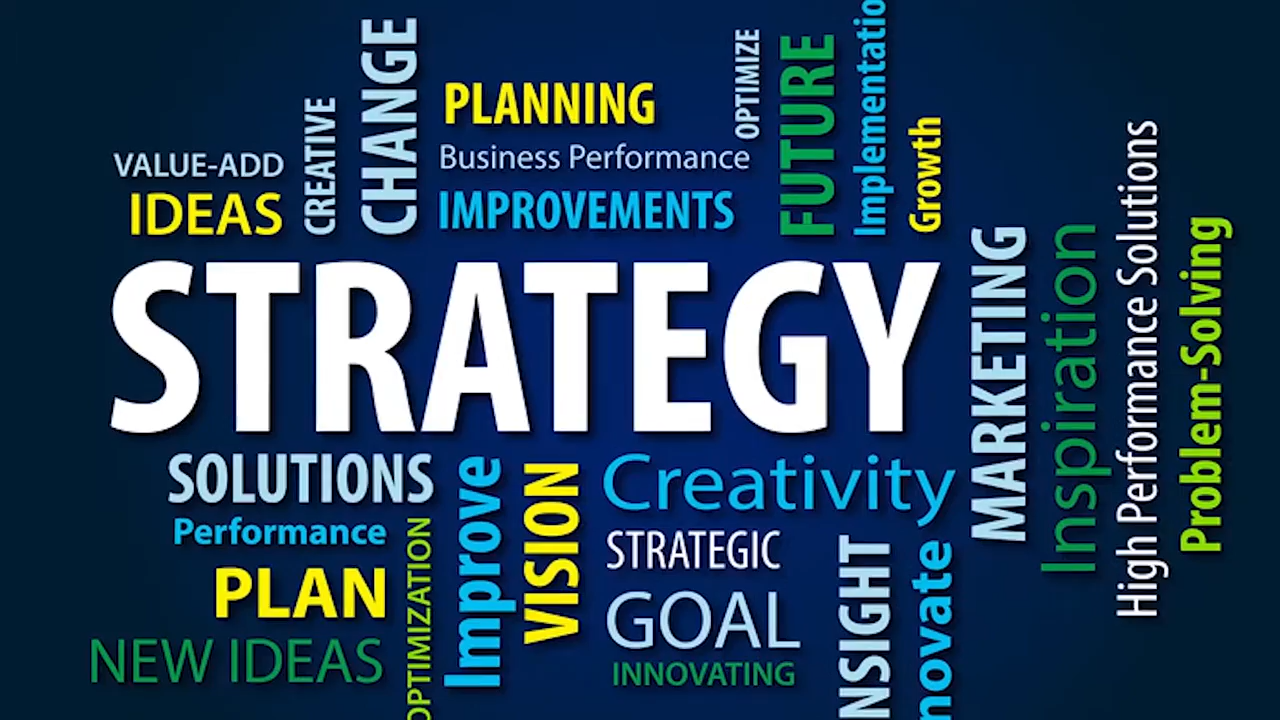 CHANGE
OPTIMIZE
FUTURE
Implementatio
PLANNING
CREATIVE
Growth
Business Performance
VALUE-ADD
IDEAS
IMPROVEMENTS
STRATEGY
MARKETING
Inspiration
High Performance Solutions
Problem-Solving
SOLUTIONS
Performance
PLAN
NEW IDEAS
OPTIMIZATION
Improve
VISION
Creativity
STRATEGIC
GOAL
INNOVATING
NSIGHT
novate